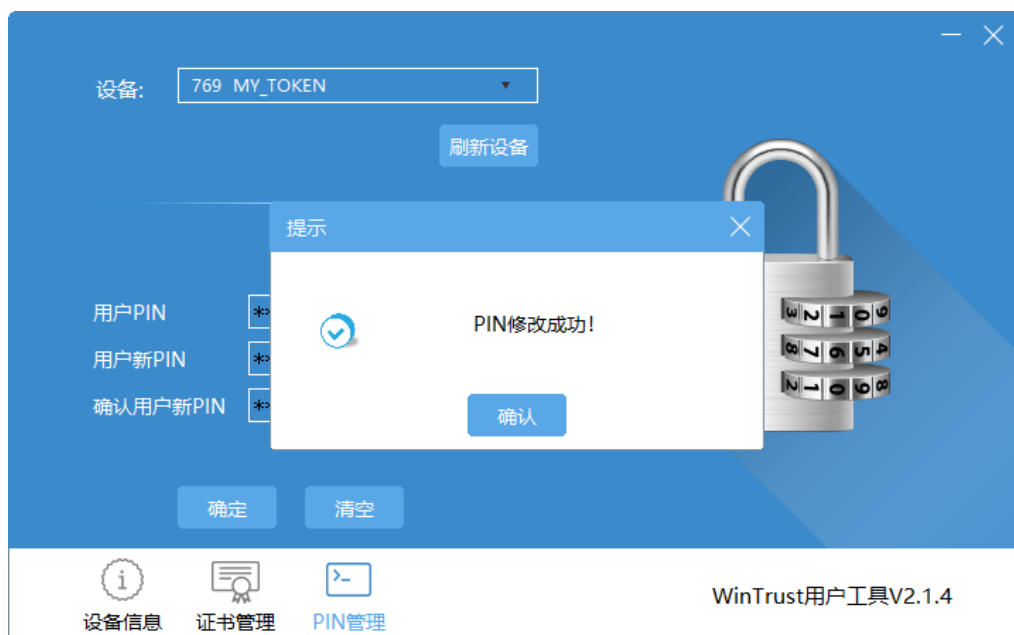 设备:
769 MY_TOKEN
刷新设备
提示
PIN修改成功!
确认
用户PIN
用户新PIN
确认用户新PIN
确定
清空
设备信息
证书管理
PIN管理
WinTrust用户工具V2.1.4